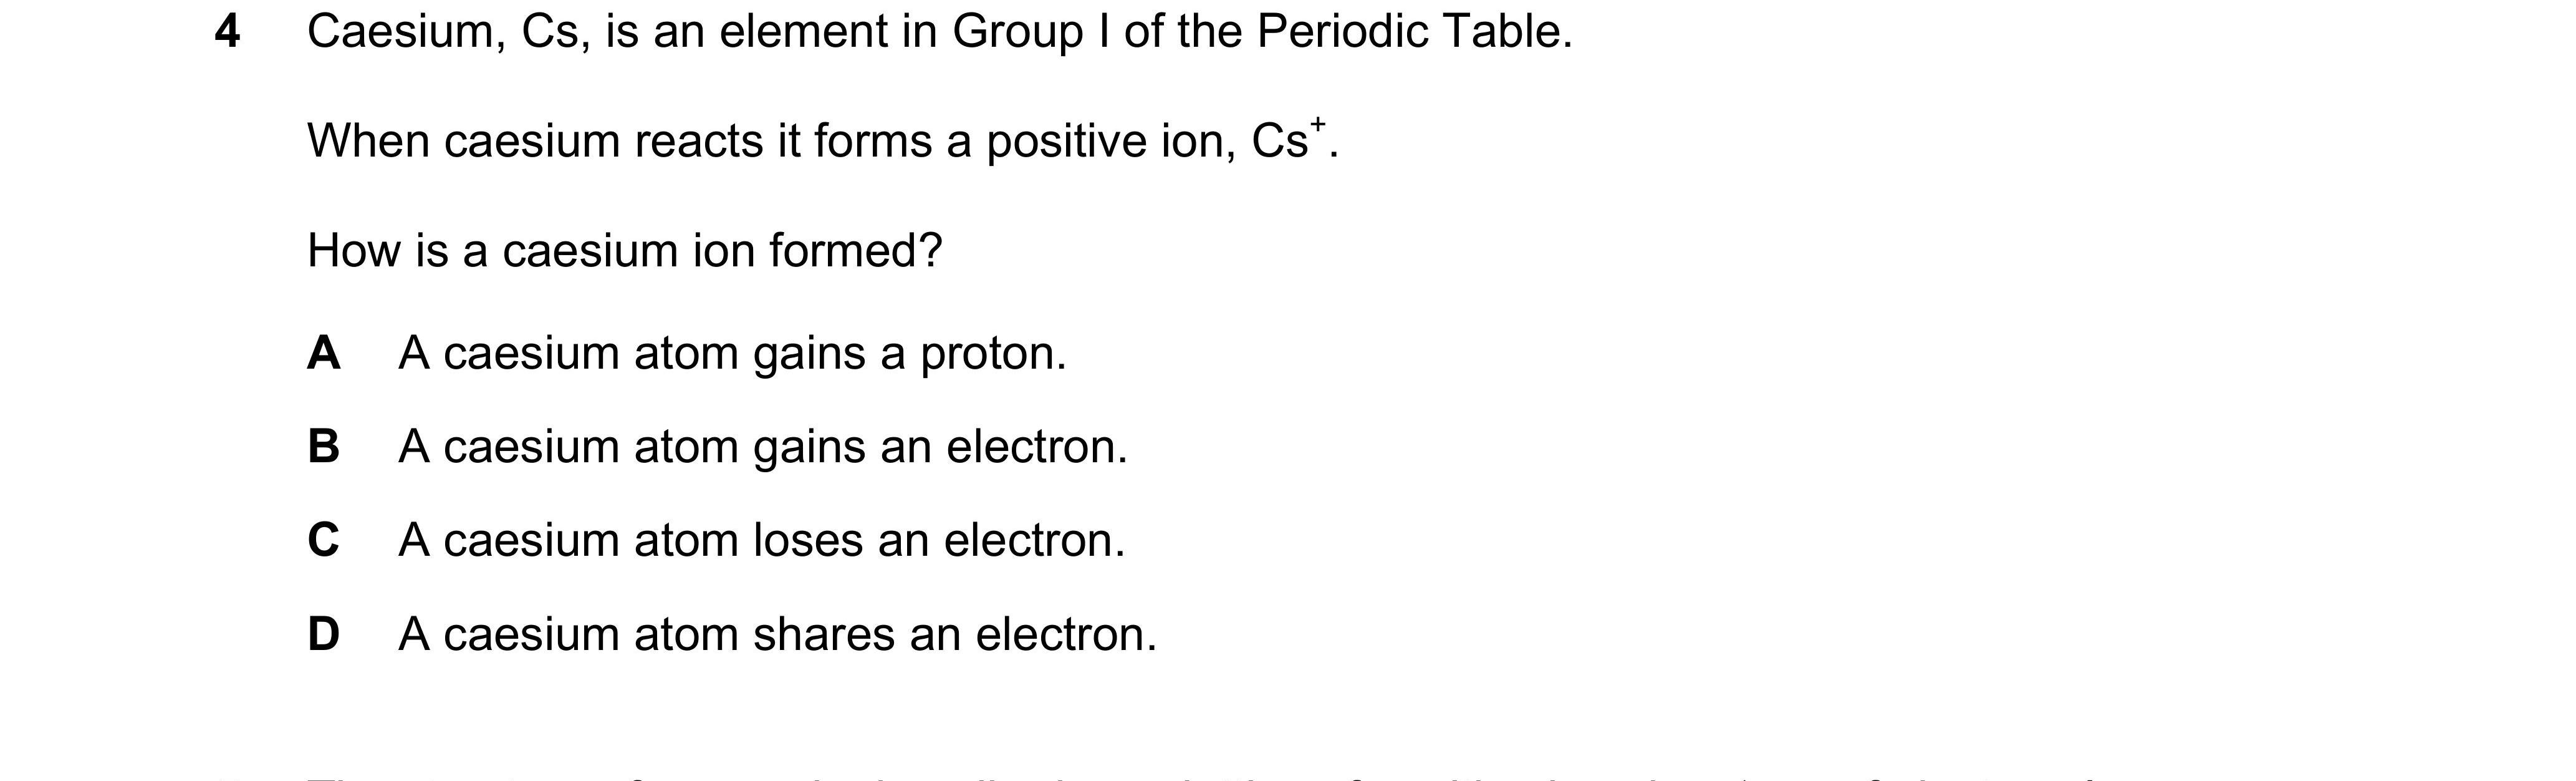 4 Caesium, Cs, is an element in Group I of the Periodic Table.
When caesium reacts it forms a positive ion, Cs⁺.
How is a caesium ion formed?
A A caesium atom gains a proton.
B A caesium atom gains an electron.
C A caesium atom loses an electron.
D A caesium atom shares an electron.